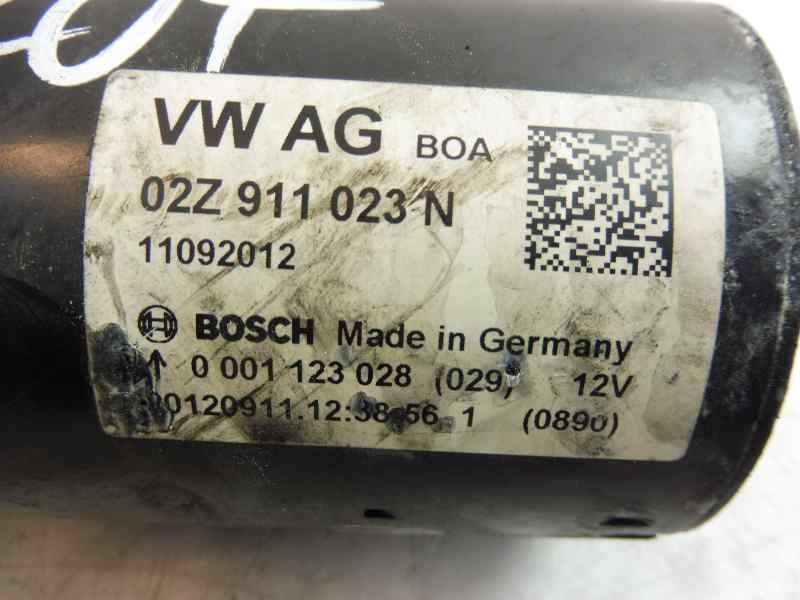 VW AG BOA
02Z 911 023 N
11092012
BOSCH Made in Germany
0 001 123 028 (029) 12V
20120911.12:38:56 1 (0890)